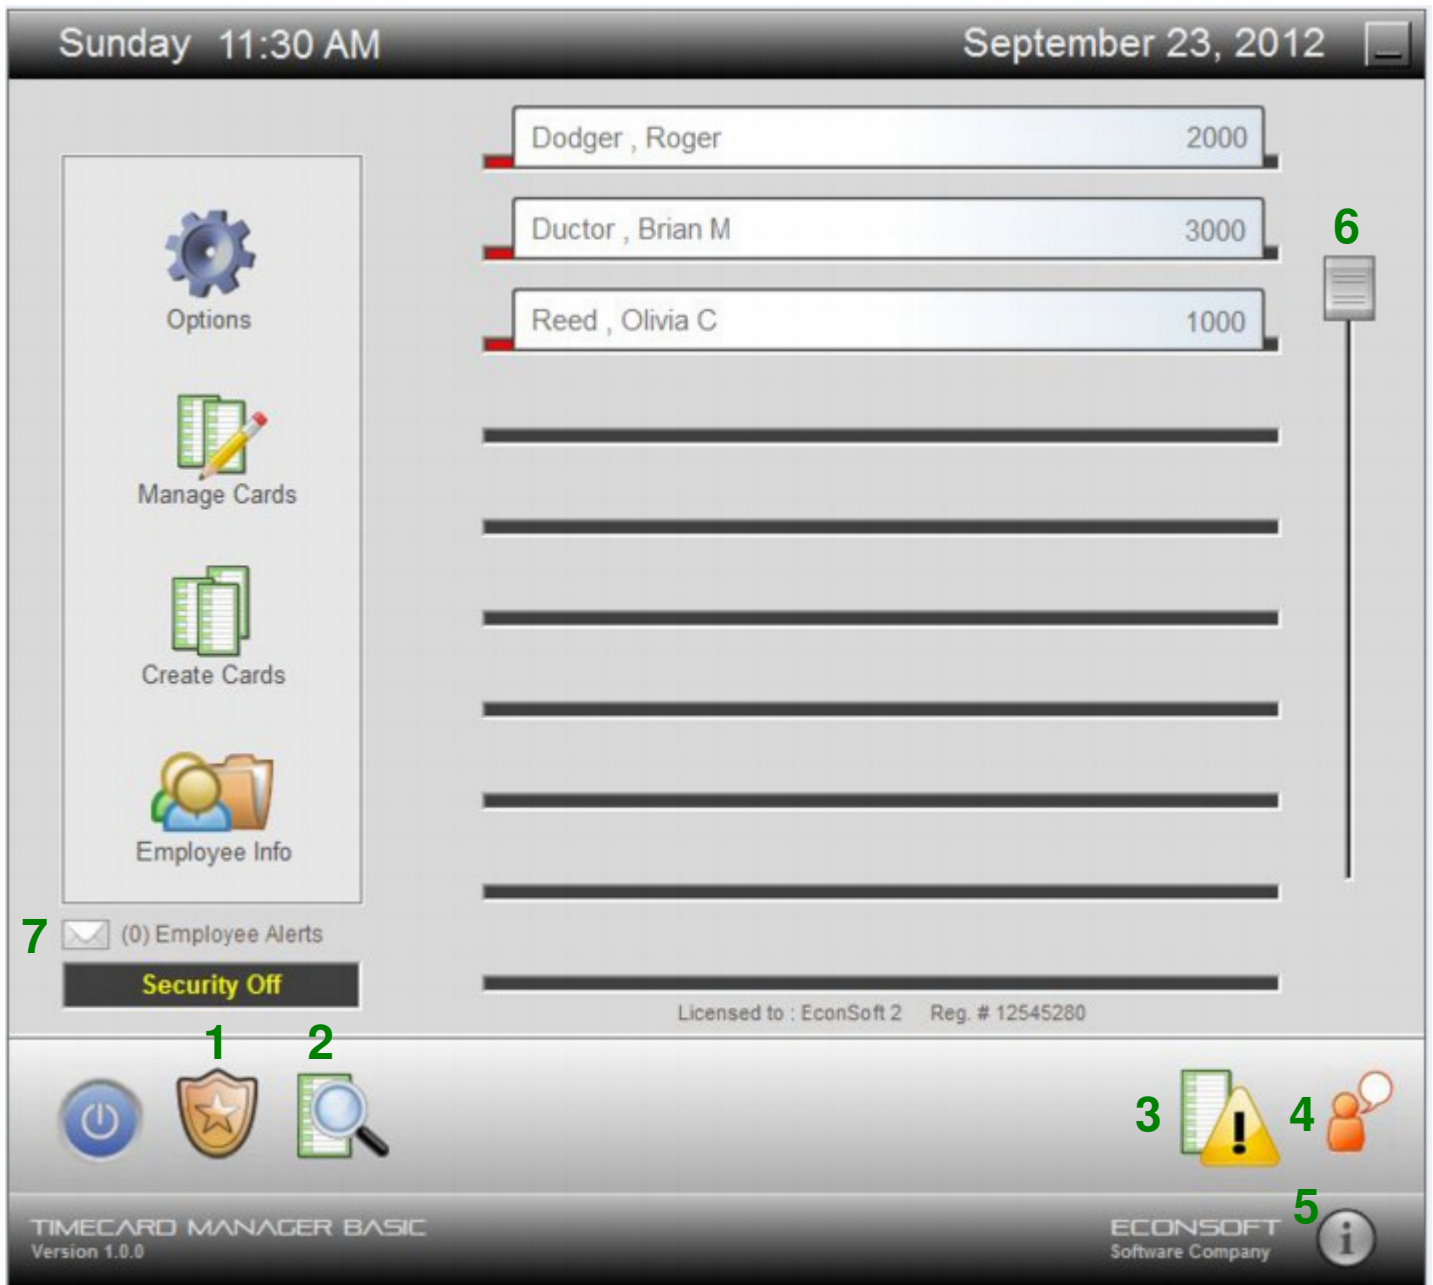 Sunday 11:30 AM September 23, 2012
Dodger , Roger 2000
Ductor , Brian M 3000
6
Reed , Olivia C 1000
Options
Manage Cards
Create Cards
Employee Info
7 (0) Employee Alerts
Security Off
Licensed to : EconSoft 2 Reg. # 12545280
1 2
3 4
5
TIMECARD MANAGER BASIC
Version 1.0.0
ECONSOFT
Software Company
i